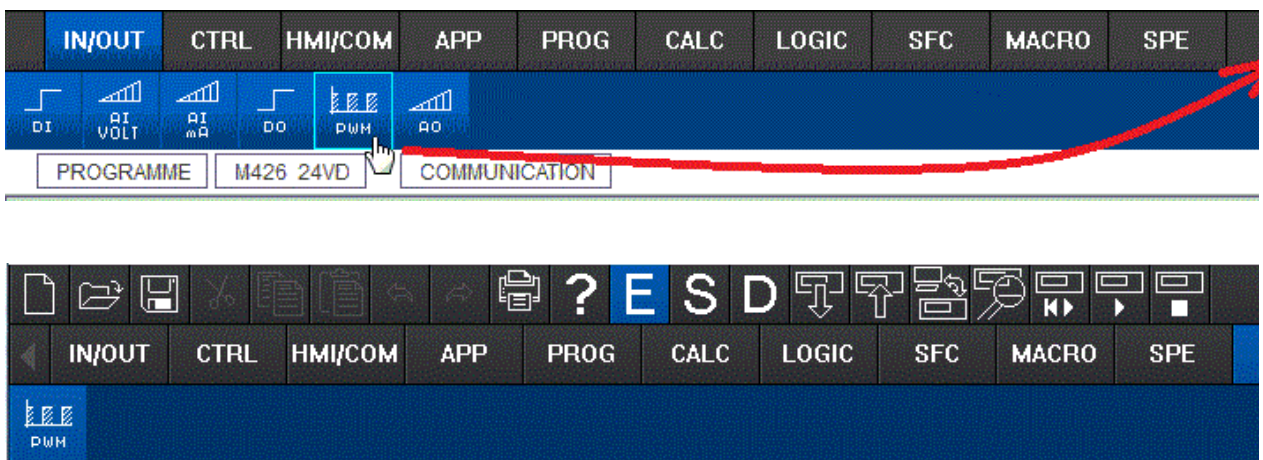 IN/OUT CTRL HMI/COM APP PROG CALC LOGIC SFC MACRO SPE
DI AI VOLT AI mA DO PWM AO
PROGRAMME M426 24VD COMMUNICATION
? E S D
IN/OUT CTRL HMI/COM APP PROG CALC LOGIC SFC MACRO SPE
PWM